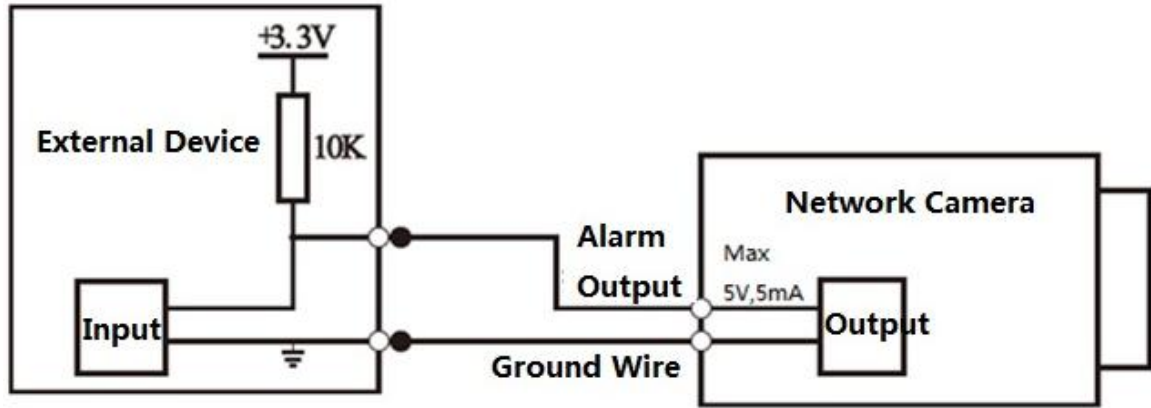 +3.3V
External Device
10K
Network Camera
Alarm
Output
Max
5V,5mA
Input
Output
Ground Wire